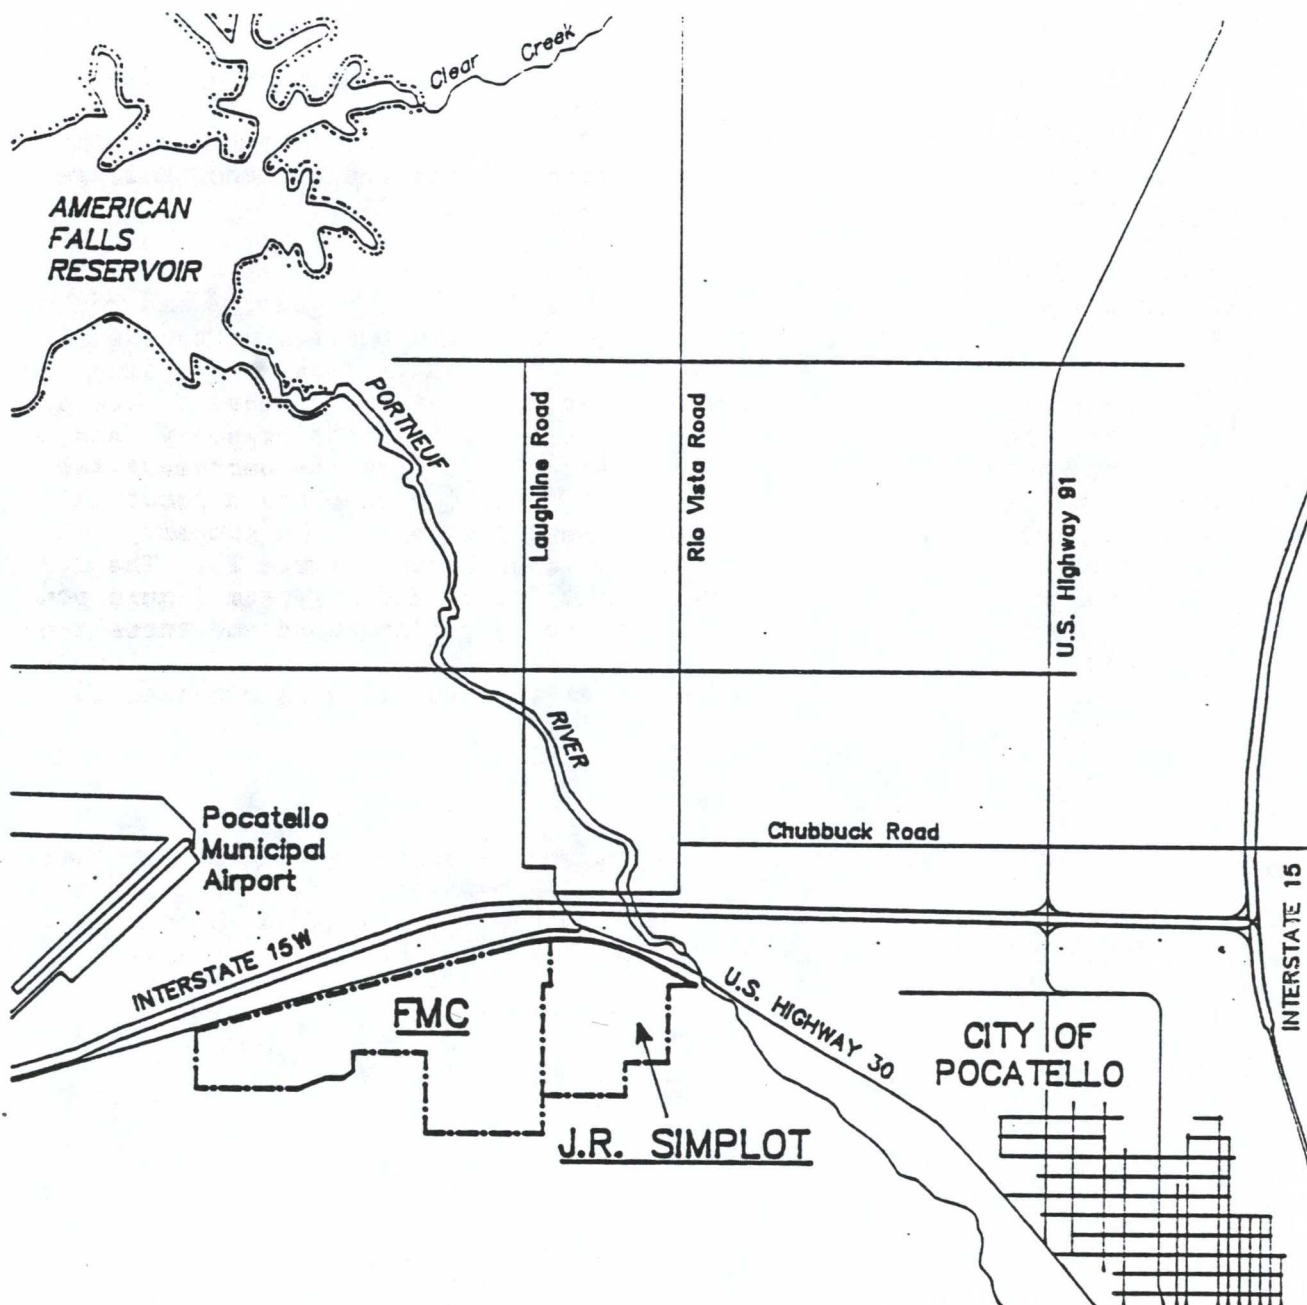 Clear Creek
AMERICAN
FALLS
RESERVOIR
PORTNEUF
RIVER
Laughline Road
Rio Vista Road
U.S. Highway 91
Pocatello
Municipal
Airport
Chubbuck Road
INTERSTATE 15
INTERSTATE 15W
FMC
U.S. HIGHWAY 30
CITY OF
POCATELLO
J.R. SIMPLOT